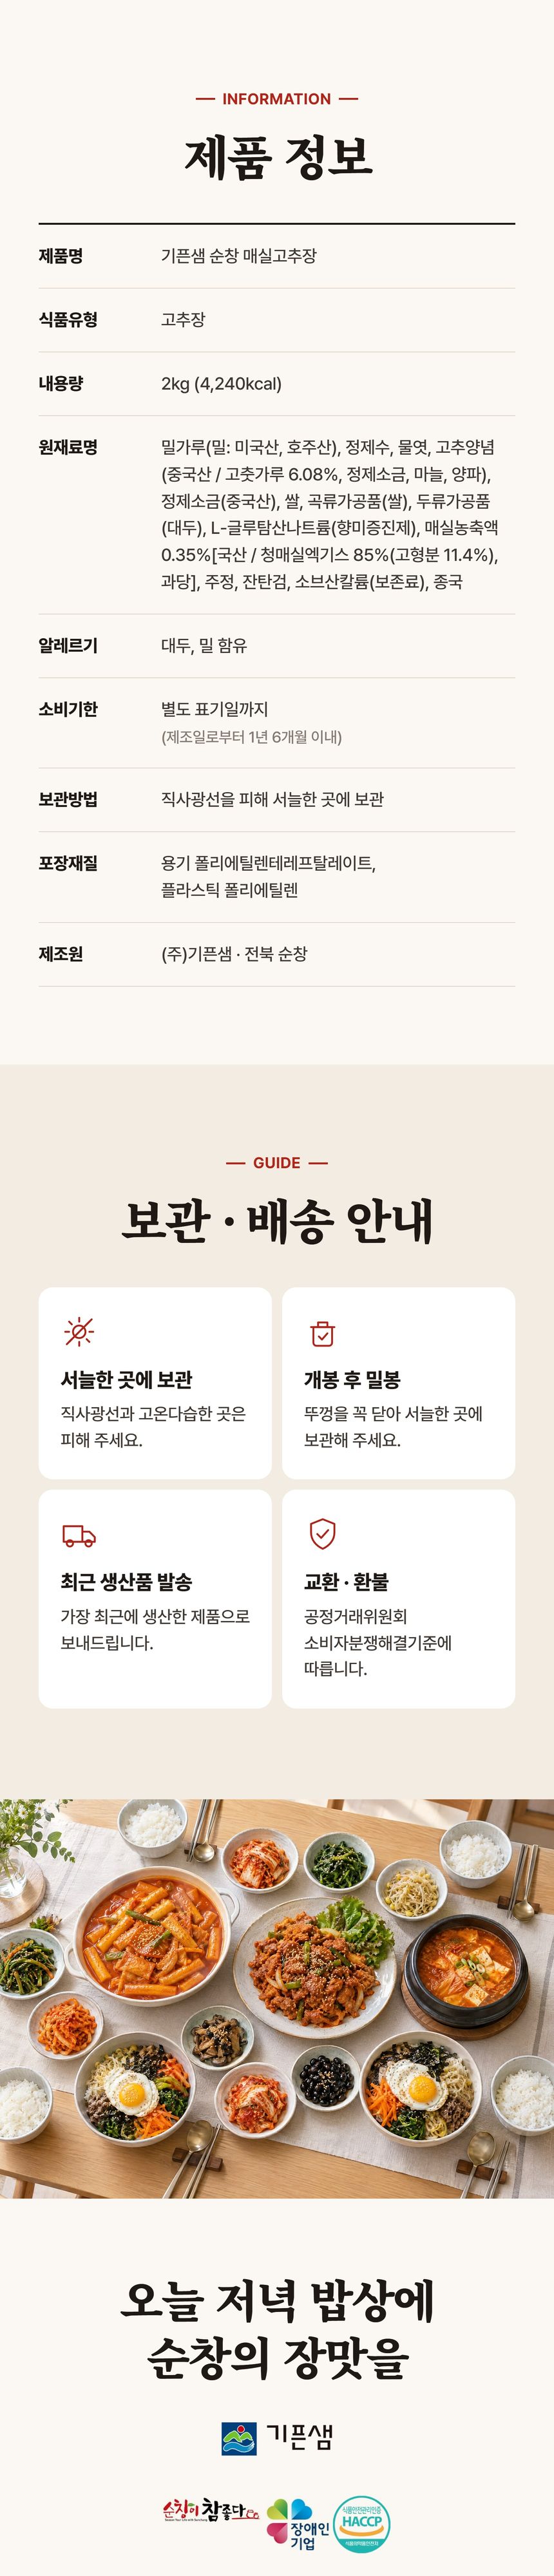 INFORMATION
제품 정보
제품명
기픈샘 순창 매실고추장
식품유형
고추장
내용량
2kg (4,240kcal)
원재료명
밀가루(밀: 미국산, 호주산), 정제수, 물엿, 고추양념
(중국산 / 고춧가루 6.08%, 정제소금, 마늘, 양파),
정제소금(중국산), 쌀, 곡류가공품(쌀), 두류가공품
(대두), L-글루탐산나트륨(향미증진제), 매실농축액
0.35%[국산 / 청매실엑기스 85%(고형분 11.4%),
과당], 주정, 잔탄검, 소브산칼륨(보존료), 종국
알레르기
대두, 밀 함유
소비기한
별도 표기일까지
(제조일로부터 1년 6개월 이내)
보관방법
직사광선을 피해 서늘한 곳에 보관
포장재질
용기 폴리에틸렌테레프탈레이트,
플라스틱 폴리에틸렌
제조원
(주)기픈샘 · 전북 순창
GUIDE
보관 · 배송 안내
서늘한 곳에 보관
직사광선과 고온다습한 곳은
피해 주세요.
개봉 후 밀봉
뚜껑을 꼭 닫아 서늘한 곳에
보관해 주세요.
최근 생산품 발송
가장 최근에 생산한 제품으로
보내드립니다.
교환 · 환불
공정거래위원회
소비자분쟁해결기준에
따릅니다.
오늘 저녁 밥상에
순창의 장맛을
기픈샘
순창이 참좋다
장애인
기업
식품안전관리인증
HACCP
식품의약품안전처